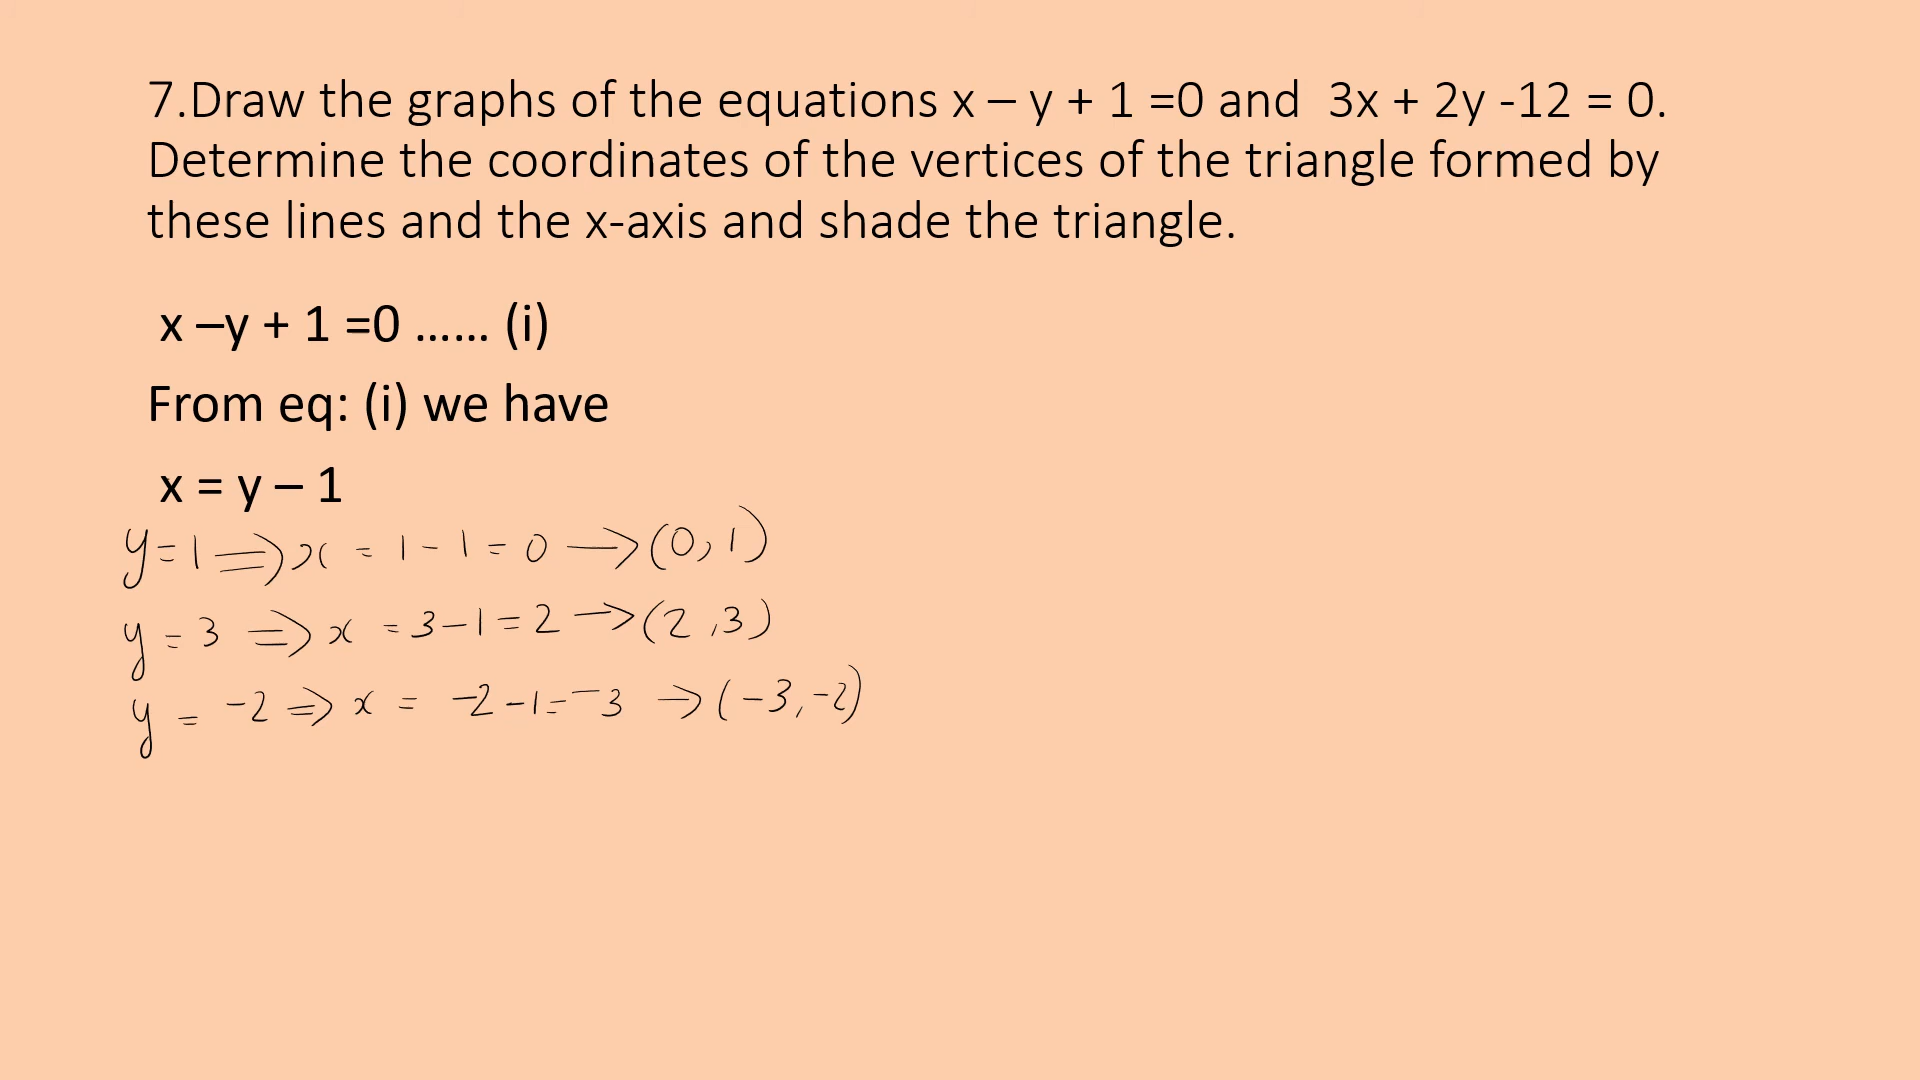 7.Draw the graphs of the equations x – y + 1 =0 and 3x + 2y -12 = 0.
Determine the coordinates of the vertices of the triangle formed by
these lines and the x-axis and shade the triangle.
x –y + 1 =0 ...... (i)
From eq: (i) we have
x = y – 1
y = 1 ⇒ x = 1 - 1 = 0 → (0, 1)
y = 3 ⇒ x = 3 - 1 = 2 → (2, 3)
y = -2 ⇒ x = -2 - 1 = -3 → (-3, -2)